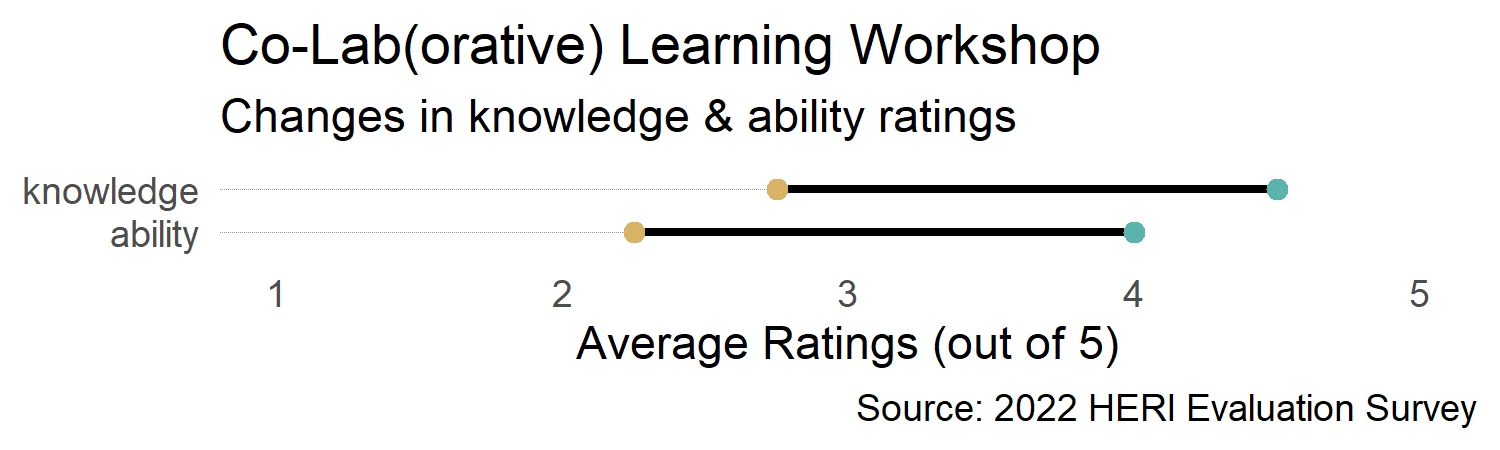 Co-Lab(orative) Learning Workshop
Changes in knowledge & ability ratings
knowledge
ability
1 2 3 4 5
Average Ratings (out of 5)
Source: 2022 HERI Evaluation Survey